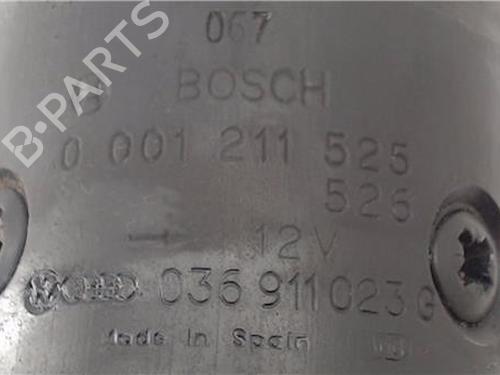 067
BOSCH
0 001 211 525
526
→ 12V
036 911 023 G
Made in Spain
B-PARTS